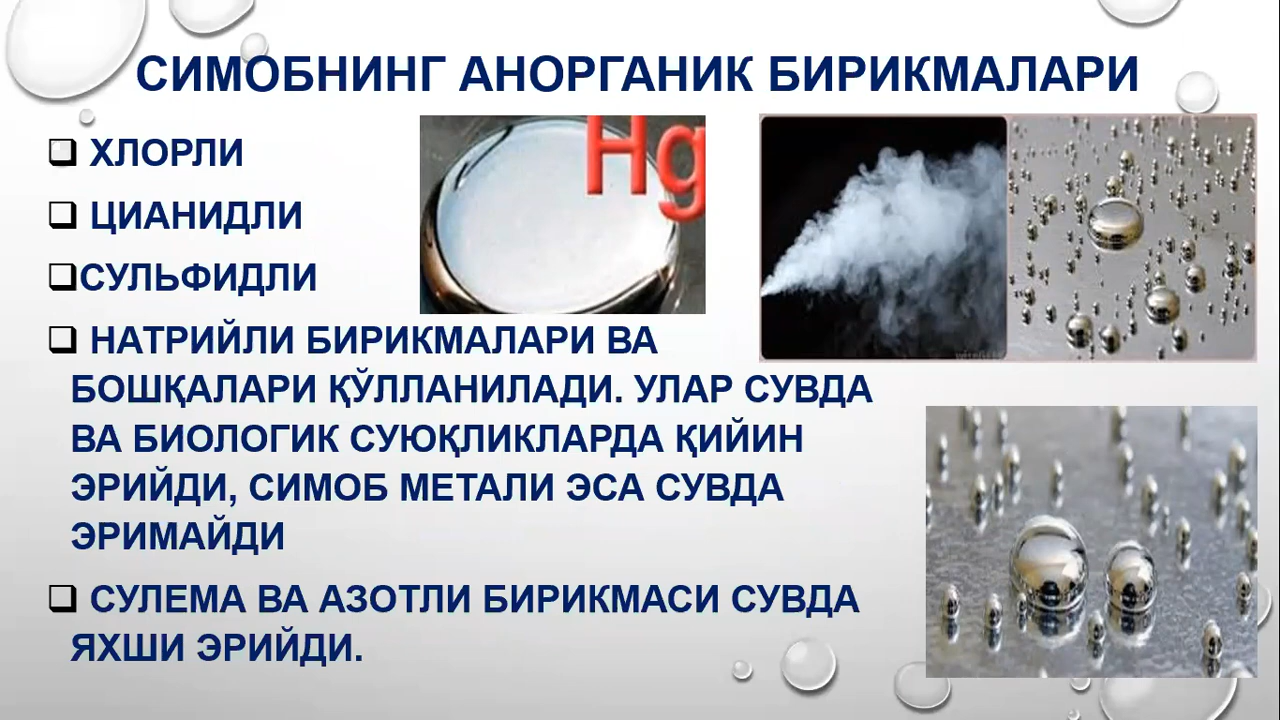 СИМОБНИНГ АНОРГАНИК БИРИКМАЛАРИ
ХЛОРЛИ
ЦИАНИДЛИ
СУЛЬФИДЛИ
Hg
НАТРИЙЛИ БИРИКМАЛАРИ ВА
БОШҚАЛАРИ ҚЎЛЛАНИЛАДИ. УЛАР СУВДА
ВА БИОЛОГИК СУЮҚЛИКЛАРДА ҚИЙИН
ЭРИЙДИ, СИМОБ МЕТАЛИ ЭСА СУВДА
ЭРИМАЙДИ
СУЛЕМА ВА АЗОТЛИ БИРИКМАСИ СУВДА
ЯХШИ ЭРИЙДИ.